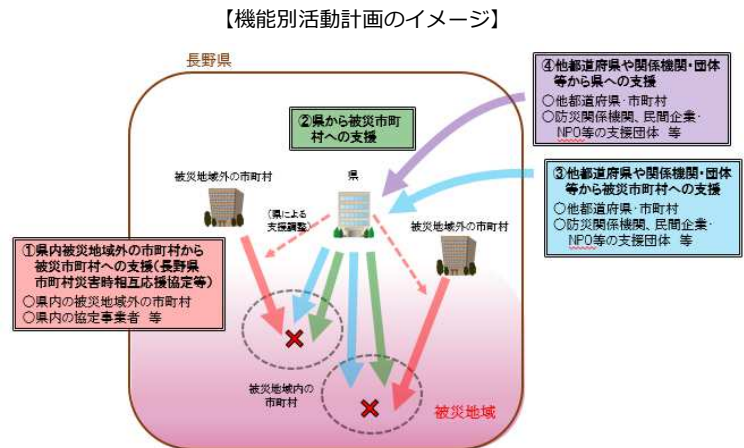 【機能別活動計画のイメージ】
長野県
④他都道府県や関係機関・団体
等から県への支援
○他都道府県・市町村
○防災関係機関、民間企業・
NPO等の支援団体 等
②県から被災市町
村への支援
被災地域外の市町村
県
③他都道府県や関係機関・団体
等から被災市町村への支援
○他都道府県・市町村
○防災関係機関、民間企業・
NPO等の支援団体 等
(県による
支援調整)
被災地域外の市町村
①県内被災地域外の市町村から
被災市町村への支援(長野県
市町村災害時相互応援協定等)
○県内の被災地域外の市町村
○県内の協定事業者 等
被災地域内の
市町村
被災地域